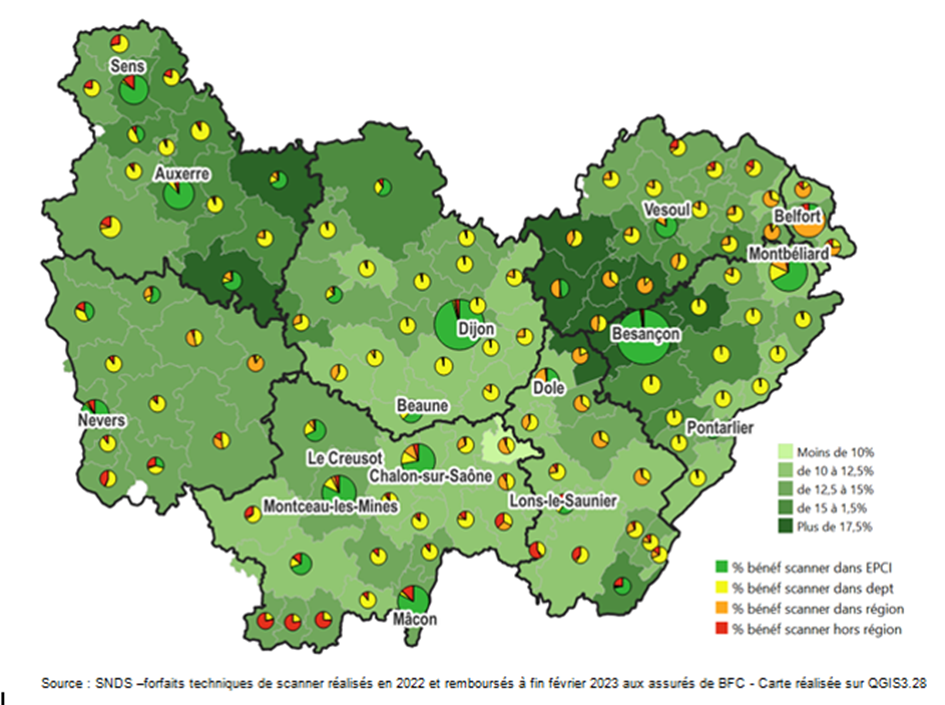 Sens
Auxerre
Vesoul
Belfort
Montbéliard
Dijon
Besançon
Dole
Beaune
Nevers
Pontarlier
Le Creusot
Chalon-sur-Saône
Montceau-les-Mines
Lons-le-Saunier
Mâcon
Moins de 10%
de 10 à 12,5%
de 12,5 à 15%
de 15 à 1,5%
Plus de 17,5%
% bénéf scanner dans EPCI
% bénéf scanner dans dept
% bénéf scanner dans région
% bénéf scanner hors région
Source : SNDS –forfaits techniques de scanner réalisés en 2022 et remboursés à fin février 2023 aux assurés de BFC - Carte réalisée sur QGIS3.28